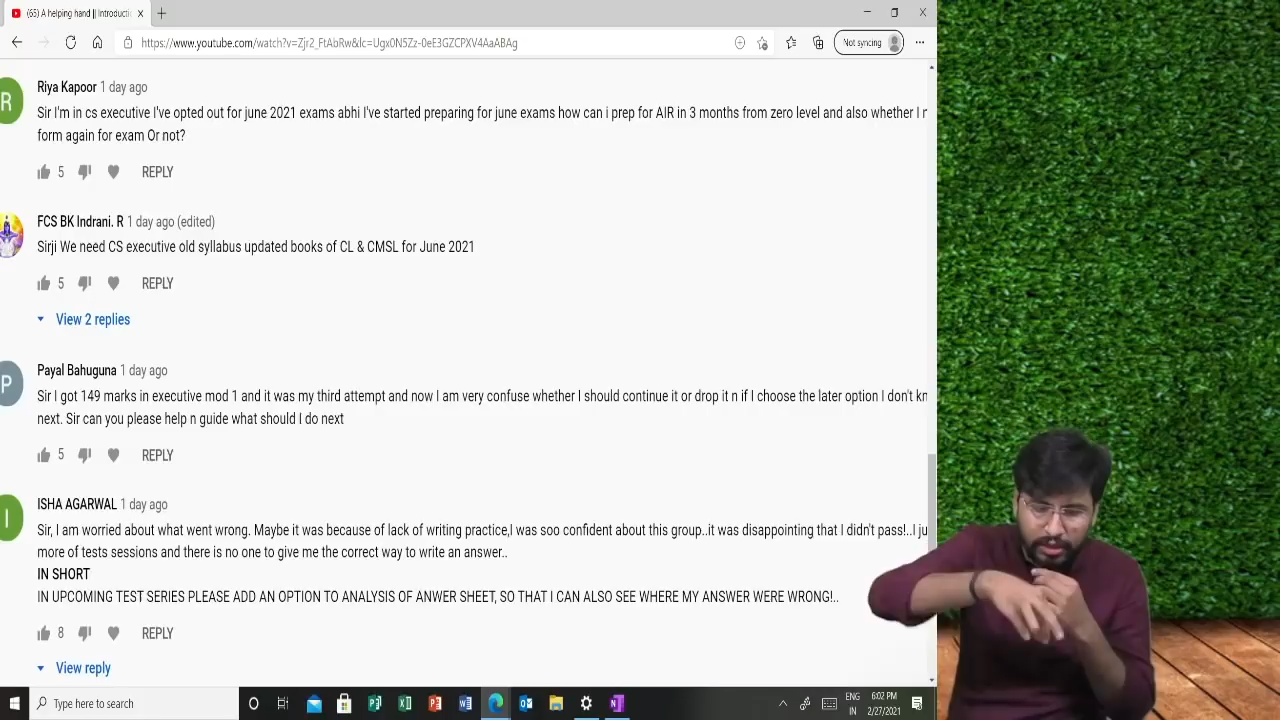 (65) A helping hand || Introducti
https://www.youtube.com/watch?v=Zjr2_FtAbRw&lc=Ugx0N5Zz-0eE3GZCPXV4AaABAg
Not syncing
R
Riya Kapoor 1 day ago
Sir I'm in cs executive I've opted out for june 2021 exams abhi I've started preparing for june exams how can i prep for AIR in 3 months from zero level and also whether I
form again for exam Or not?
5 REPLY
FCS BK Indrani. R 1 day ago (edited)
Sirji We need CS executive old syllabus updated books of CL & CMSL for June 2021
5 REPLY
View 2 replies
P
Payal Bahuguna 1 day ago
Sir I got 149 marks in executive mod 1 and it was my third attempt and now I am very confuse whether I should continue it or drop it n if I choose the later option I don't kn
next. Sir can you please help n guide what should I do next
5 REPLY
I
ISHA AGARWAL 1 day ago
Sir, I am worried about what went wrong. Maybe it was because of lack of writing practice,I was soo confident about this group..it was disappointing that I didn't pass!..I ju
more of tests sessions and there is no one to give me the correct way to write an answer..
IN SHORT
IN UPCOMING TEST SERIES PLEASE ADD AN OPTION TO ANALYSIS OF ANWER SHEET, SO THAT I CAN ALSO SEE WHERE MY ANSWER WERE WRONG!..
8 REPLY
View reply
Type here to search
ENG
IN
6:02 PM
2/27/2021